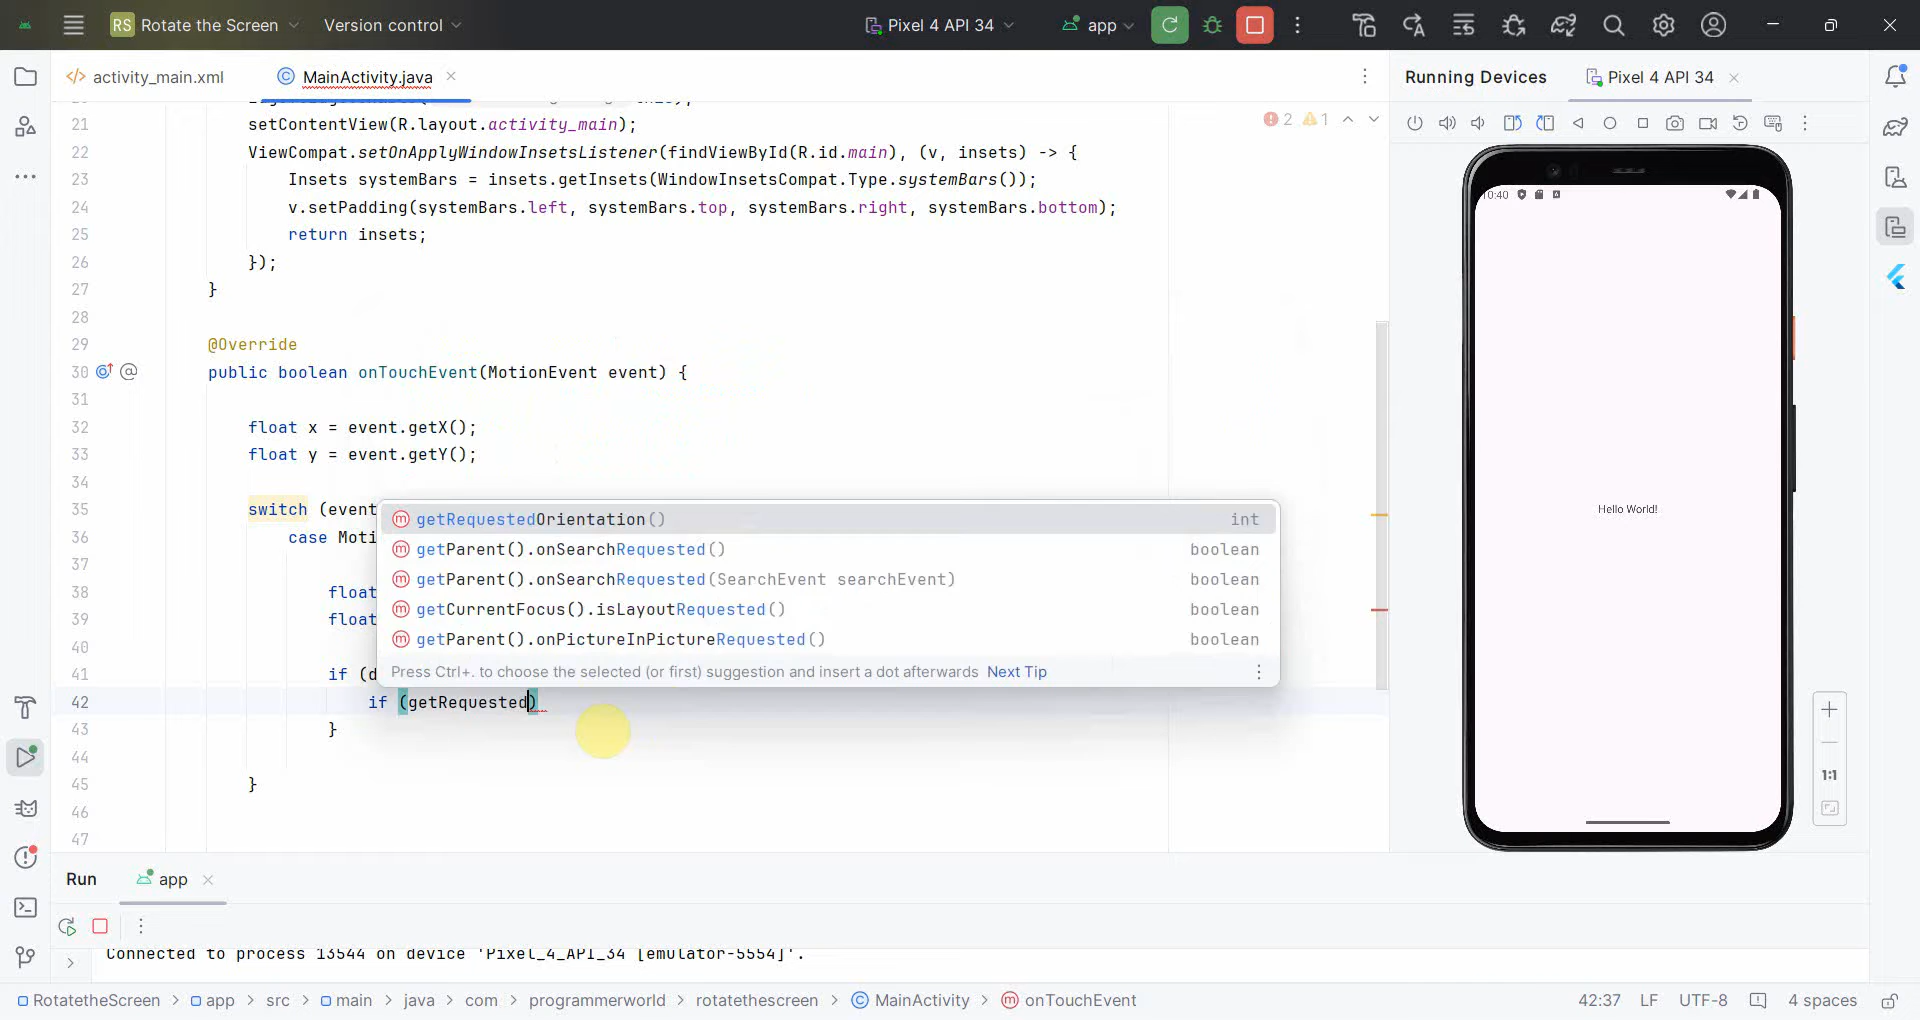 RS Rotate the Screen Version control Pixel 4 API 34 app
activity_main.xml MainActivity.java Running Devices Pixel 4 API 34
21 setContentView(R.layout.activity_main); 2 1
22 ViewCompat.setOnApplyWindowInsetsListener(findViewById(R.id.main), (v, insets) -> {
23 Insets systemBars = insets.getInsets(WindowInsetsCompat.Type.systemBars());
24 v.setPadding(systemBars.left, systemBars.top, systemBars.right, systemBars.bottom);
25 return insets;
26 });
27 }
28
29 @Override
30 public boolean onTouchEvent(MotionEvent event) {
31
32 float x = event.getX();
33 float y = event.getY();
34
35 switch (event
36 case Moti
37
38 float
39 float
40
41 if (d
42 if (getRequested)
43 }
44
45 }
46
47
getRequestedOrientation() int
getParent().onSearchRequested() boolean
getParent().onSearchRequested(SearchEvent searchEvent) boolean
getCurrentFocus().isLayoutRequested() boolean
getParent().onPictureInPictureRequested() boolean
Press Ctrl+. to choose the selected (or first) suggestion and insert a dot afterwards Next Tip
10:40
Hello World!
1:1
Run app
Connected to process 13544 on device 'Pixel_4_API_34 [emulator-5554]'.
RotatetheScreen > app > src > main > java > com > programmerworld > rotatethescreen > MainActivity > onTouchEvent 42:37 LF UTF-8 4 spaces